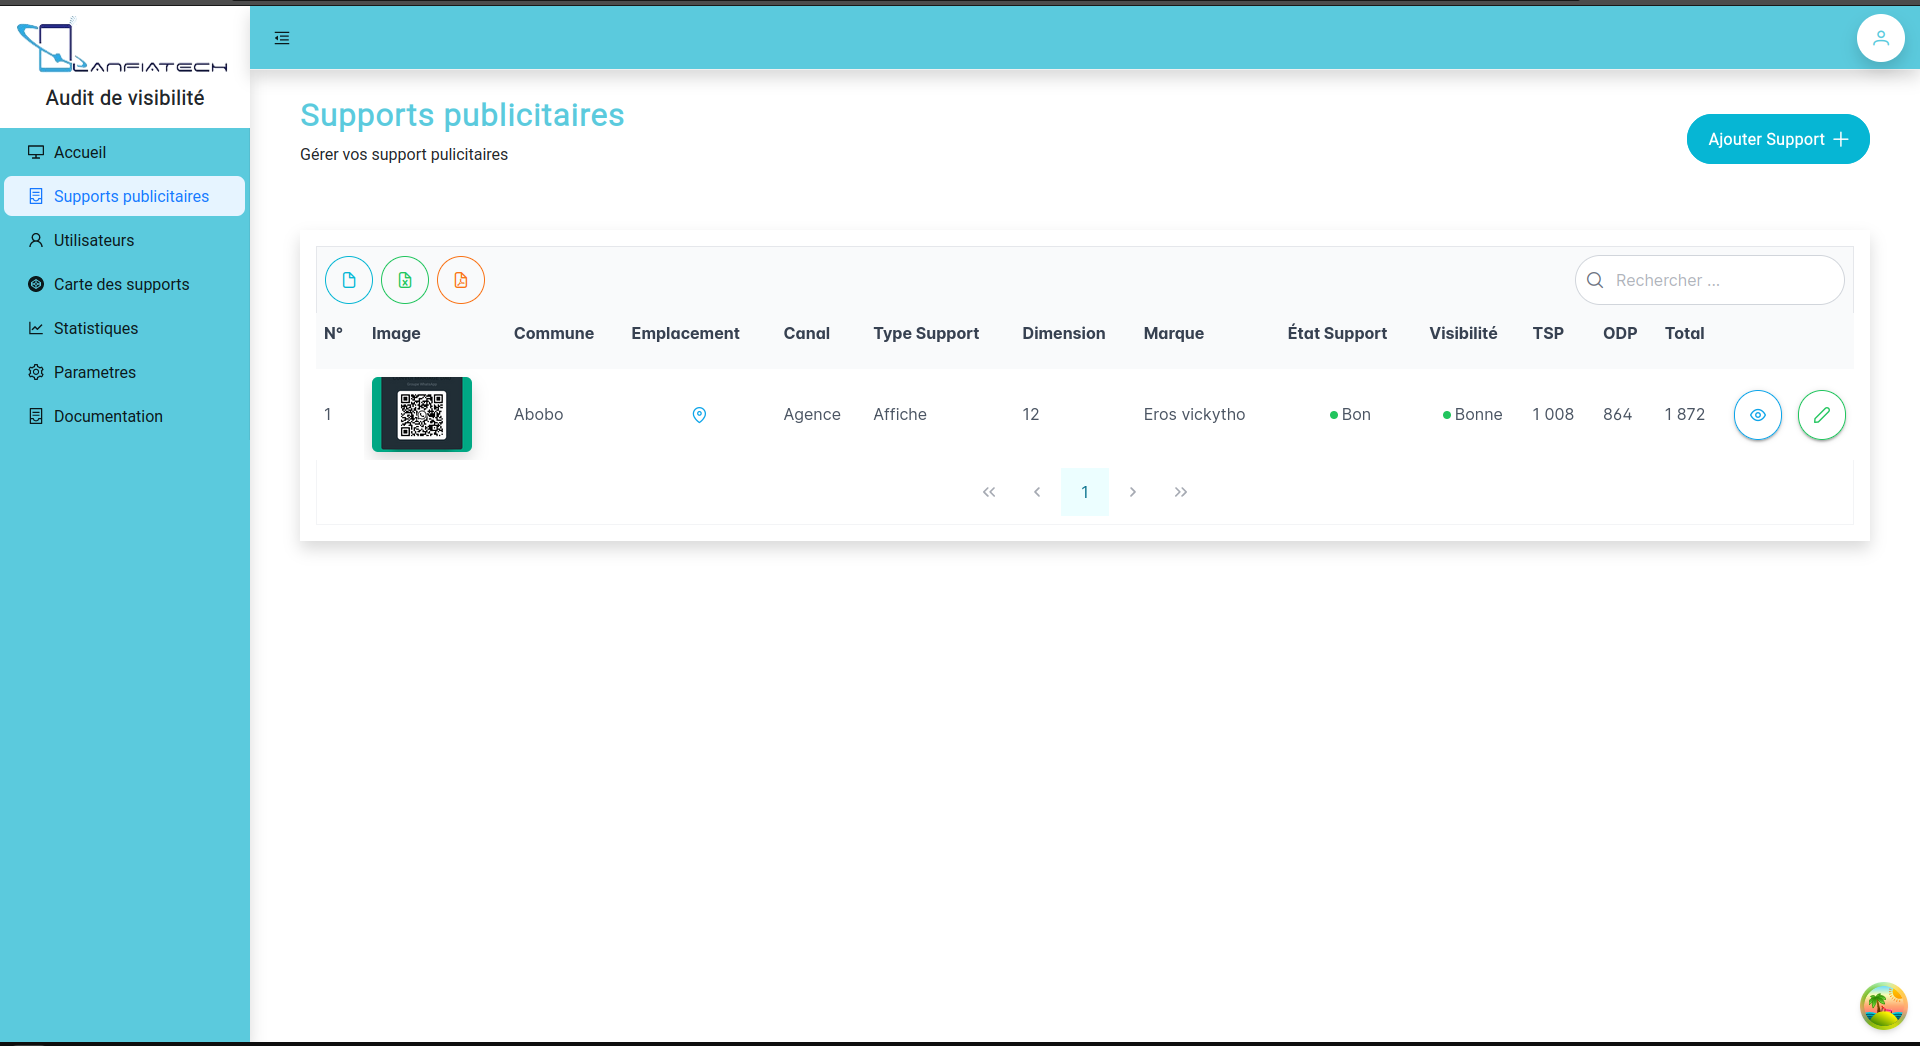 LANFIATECH
Audit de visibilité
Accueil
Supports publicitaires
Utilisateurs
Carte des supports
Statistiques
Parametres
Documentation
Supports publicitaires
Gérer vos support pulicitaires
Ajouter Support
Rechercher ...
N° Image Commune Emplacement Canal Type Support Dimension Marque État Support Visibilité TSP ODP Total
1 Abobo Agence Affiche 12 Eros vickytho Bon Bonne 1 008 864 1 872
1